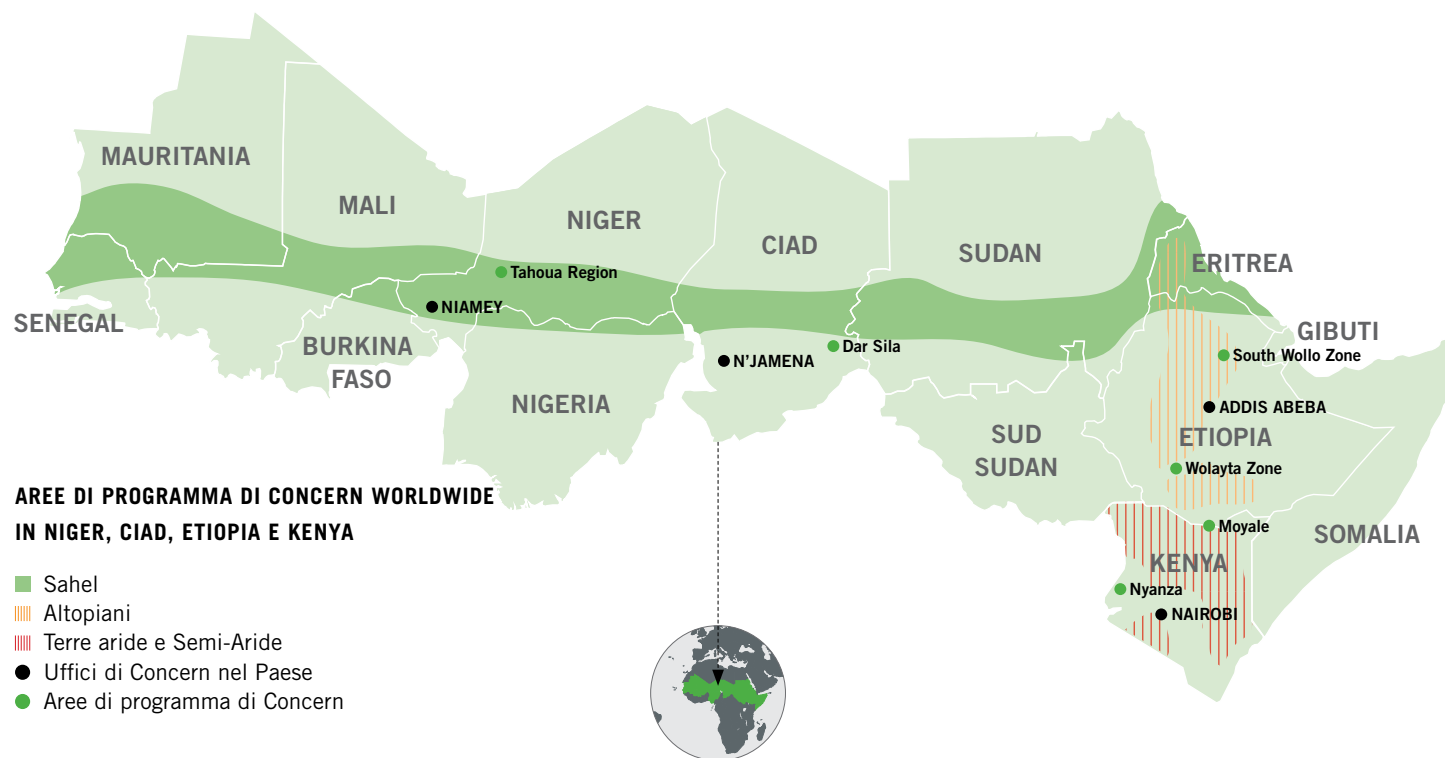 MAURITANIA
MALI
NIGER
CIAD
SUDAN
ERITREA
Tahoua Region
NIAMEY
SENEGAL
GIBUTI
BURKINA
FASO
Dar Sila
N'JAMENA
South Wollo Zone
NIGERIA
ADDIS ABEBA
SUD
SUDAN
ETIOPIA
Wolayta Zone
Moyale
SOMALIA
KENYA
Nyanza
NAIROBI
AREE DI PROGRAMMA DI CONCERN WORLDWIDE
IN NIGER, CIAD, ETIOPIA E KENYA
Sahel
Altopiani
Terre aride e Semi-Aride
Uffici di Concern nel Paese
Aree di programma di Concern